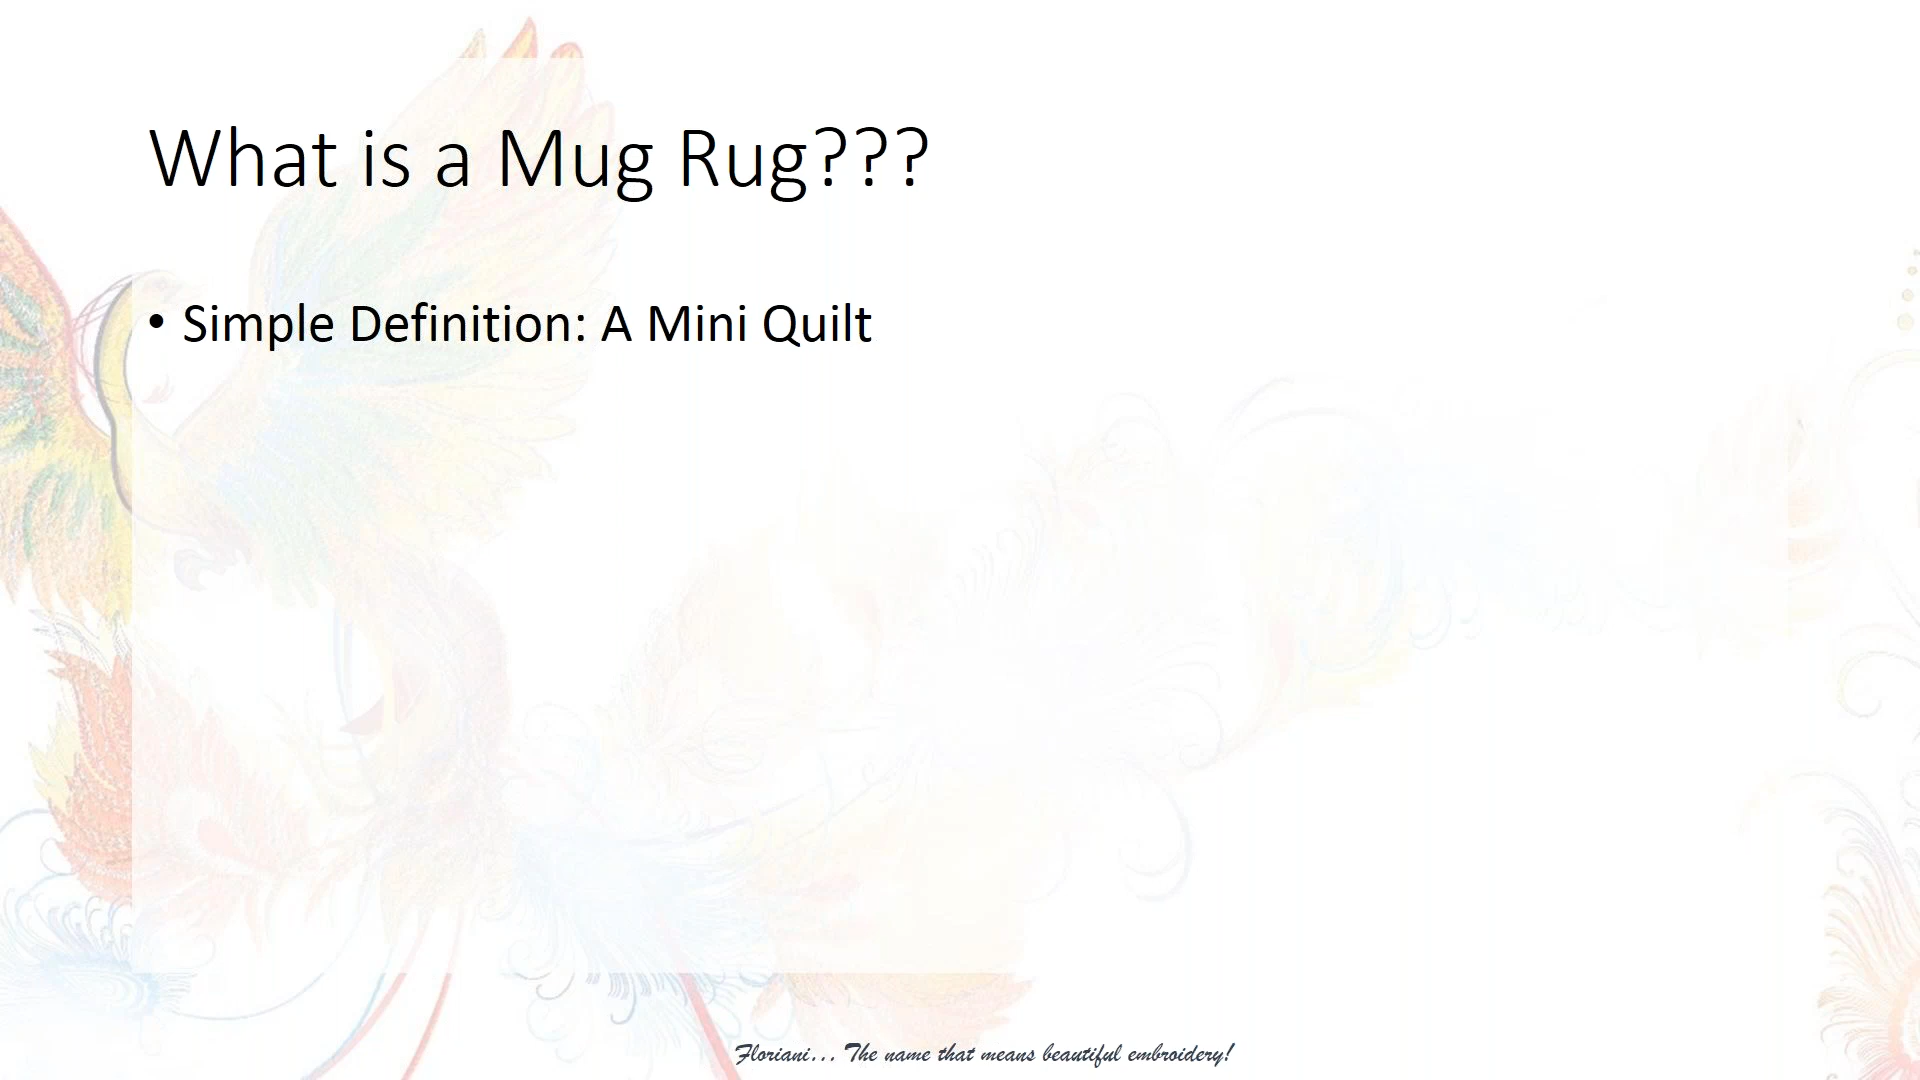 What is a Mug Rug???
• Simple Definition: A Mini Quilt
Floriani... The name that means beautiful embroidery!